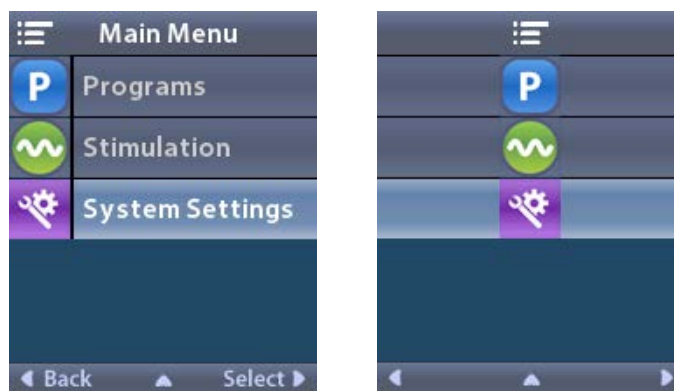 Main Menu
P Programs
Stimulation
System Settings
Back Select
P